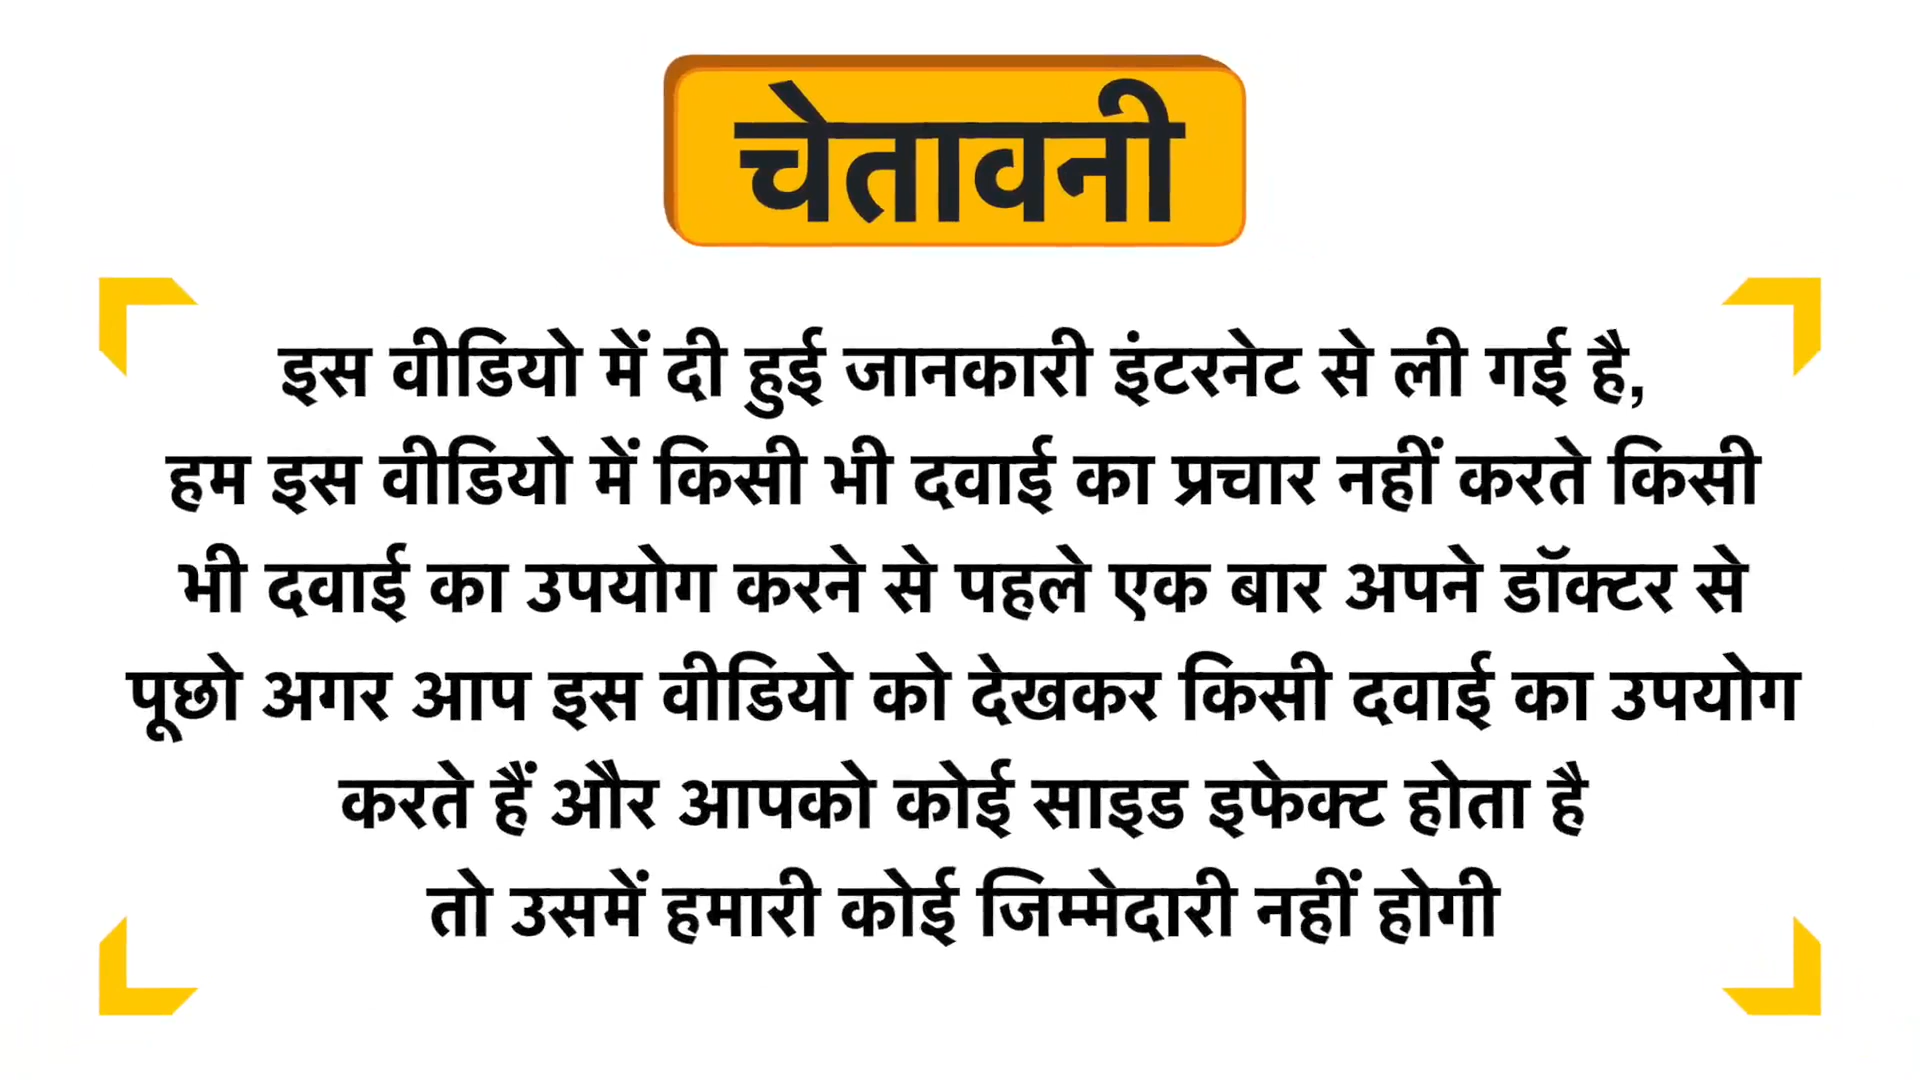 चेतावनी
इस वीडियो में दी हुई जानकारी इंटरनेट से ली गई है,
हम इस वीडियो में किसी भी दवाई का प्रचार नहीं करते किसी
भी दवाई का उपयोग करने से पहले एक बार अपने डॉक्टर से
पूछो अगर आप इस वीडियो को देखकर किसी दवाई का उपयोग
करते हैं और आपको कोई साइड इफेक्ट होता है
तो उसमें हमारी कोई जिम्मेदारी नहीं होगी